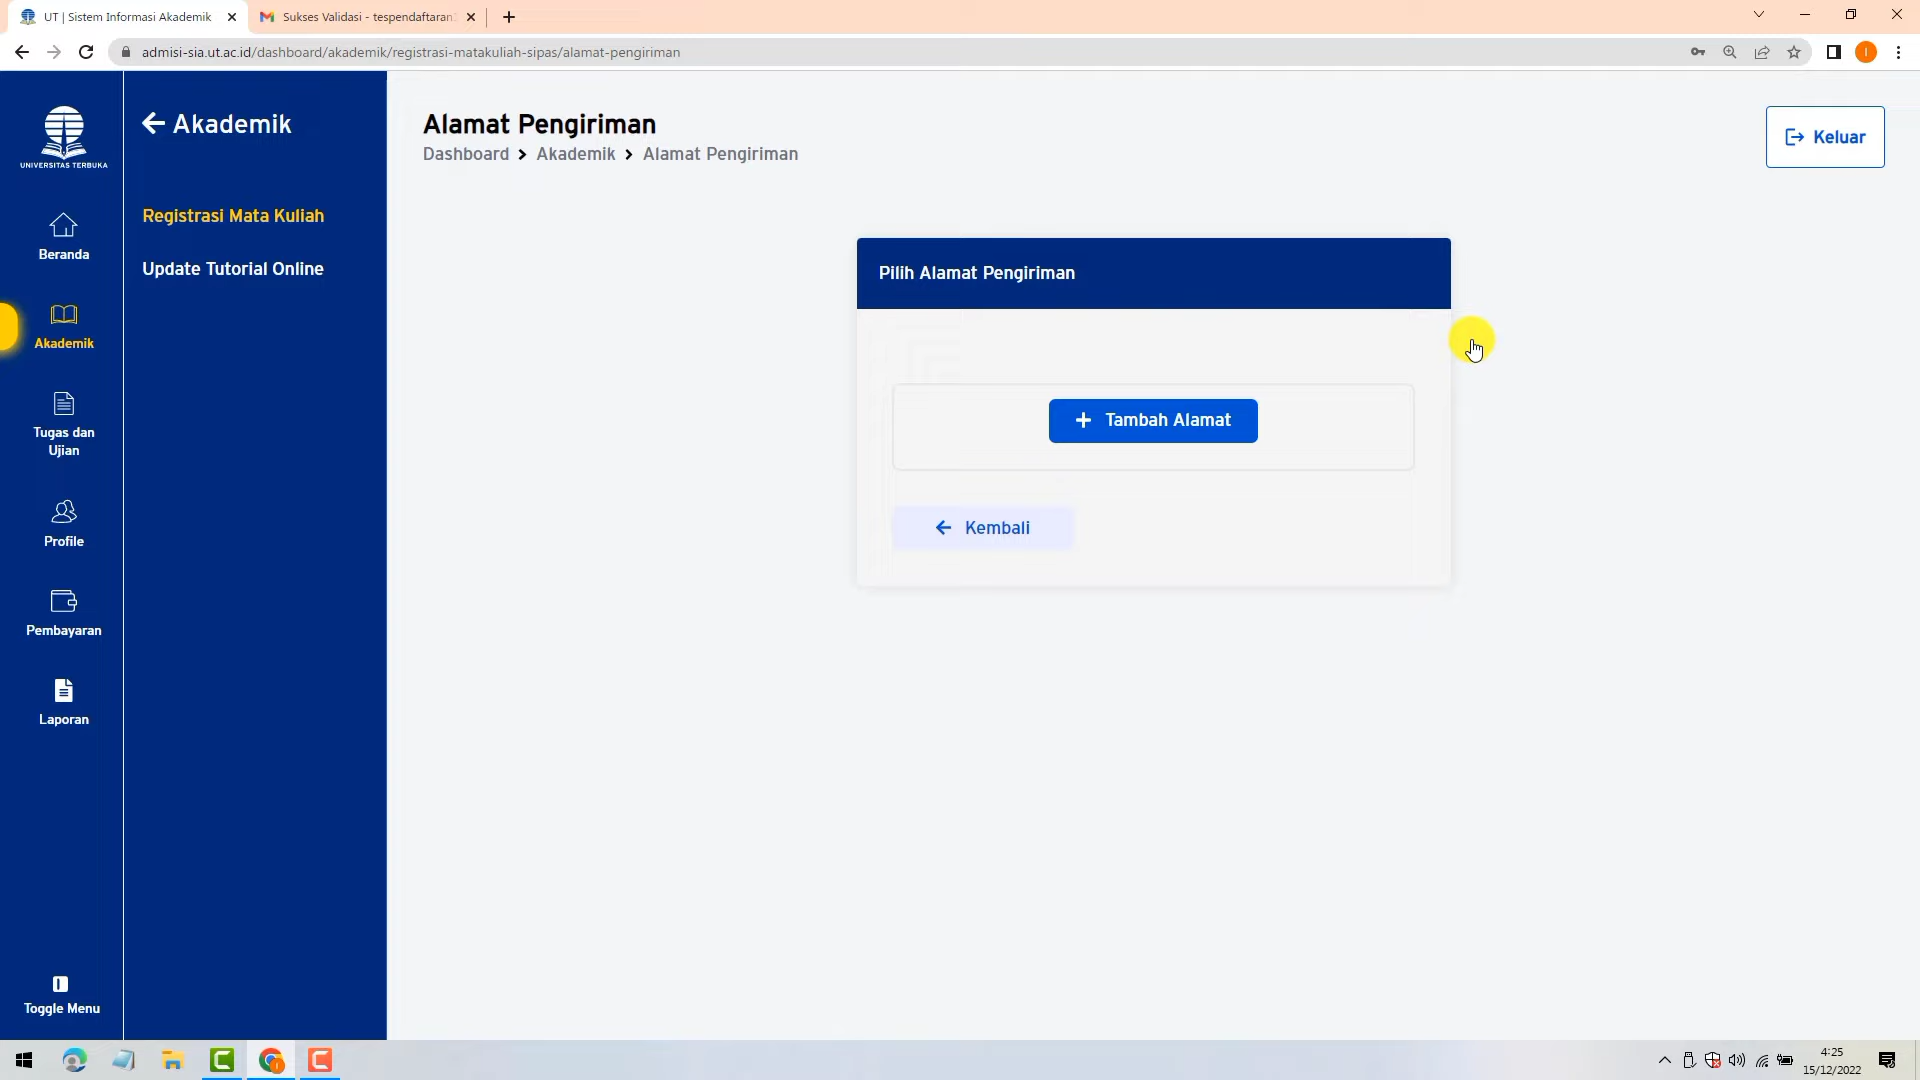 UT | Sistem Informasi Akademik
Sukses Validasi - tespendaftaran
admisi-sia.ut.ac.id/dashboard/akademik/registrasi-matakuliah-sipas/alamat-pengiriman
I
UNIVERSITAS TERBUKA
Beranda
Akademik
Tugas dan
Ujian
Profile
Pembayaran
Laporan
Toggle Menu
Akademik
Registrasi Mata Kuliah
Update Tutorial Online
Alamat Pengiriman
Dashboard > Akademik > Alamat Pengiriman
Keluar
Pilih Alamat Pengiriman
+ Tambah Alamat
← Kembali
4:25
15/12/2022